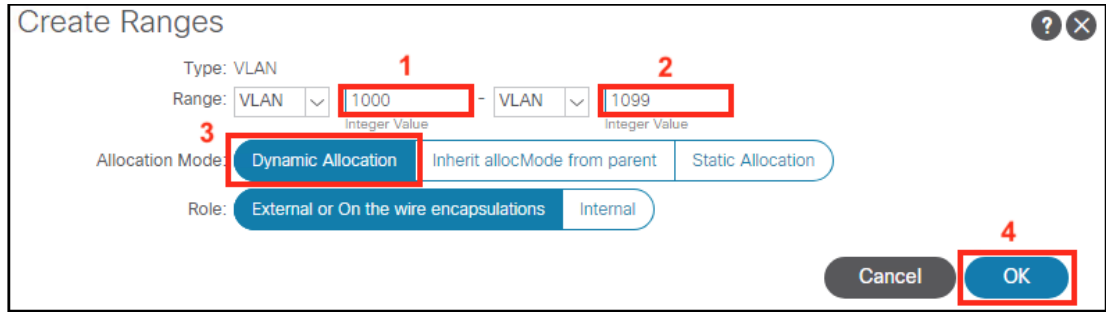 Create Ranges
Type: VLAN
1 2
Range: VLAN 1000 - VLAN 1099
Integer Value Integer Value
3
Allocation Mode: Dynamic Allocation Inherit allocMode from parent Static Allocation
Role: External or On the wire encapsulations Internal
4
Cancel OK